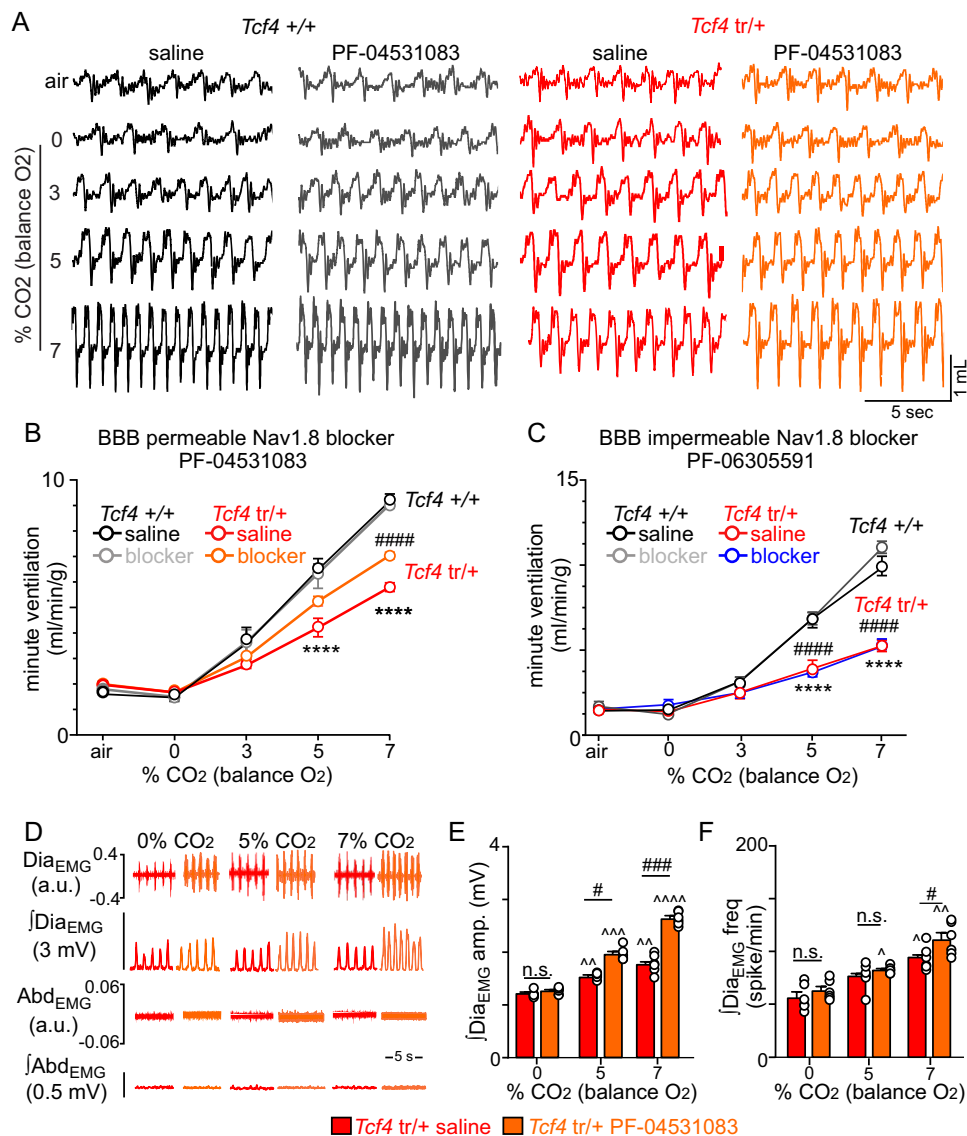 A
Tcf4 +/+
Tcf4 tr/+
saline
PF-04531083
saline
PF-04531083
air
0
3
5
7
% CO2 (balance O2)
1 mL
5 sec
B
BBB permeable Nav1.8 blocker
PF-04531083
10
0
minute ventilation
(ml/min/g)
Tcf4 +/+
Tcf4 tr/+
saline
saline
blocker
blocker
Tcf4 +/+
####
Tcf4 tr/+
****
****
air 0 3 5 7
% CO2 (balance O2)
C
BBB impermeable Nav1.8 blocker
PF-06305591
15
0
minute ventilation
(ml/min/g)
Tcf4 +/+
Tcf4 tr/+
saline
saline
blocker
blocker
Tcf4 +/+
Tcf4 tr/+
####
####
****
****
air 0 3 5 7
% CO2 (balance O2)
D
0% CO2 5% CO2 7% CO2
DiaEMG
(a.u.)
0.4
-0.4
∫DiaEMG
(3 mV)
AbdEMG
(a.u.)
0.06
-0.06
5 s
∫AbdEMG
(0.5 mV)
E
4
0
∫DiaEMG amp. (mV)
n.s.
#
###
^^
^^^
^^
^^^^
0 5 7
% CO2 (balance O2)
F
200
0
∫DiaEMG freq
(spike/min)
n.s.
n.s.
#
^
^
^^
0 5 7
% CO2 (balance O2)
Tcf4 tr/+ saline
Tcf4 tr/+ PF-04531083